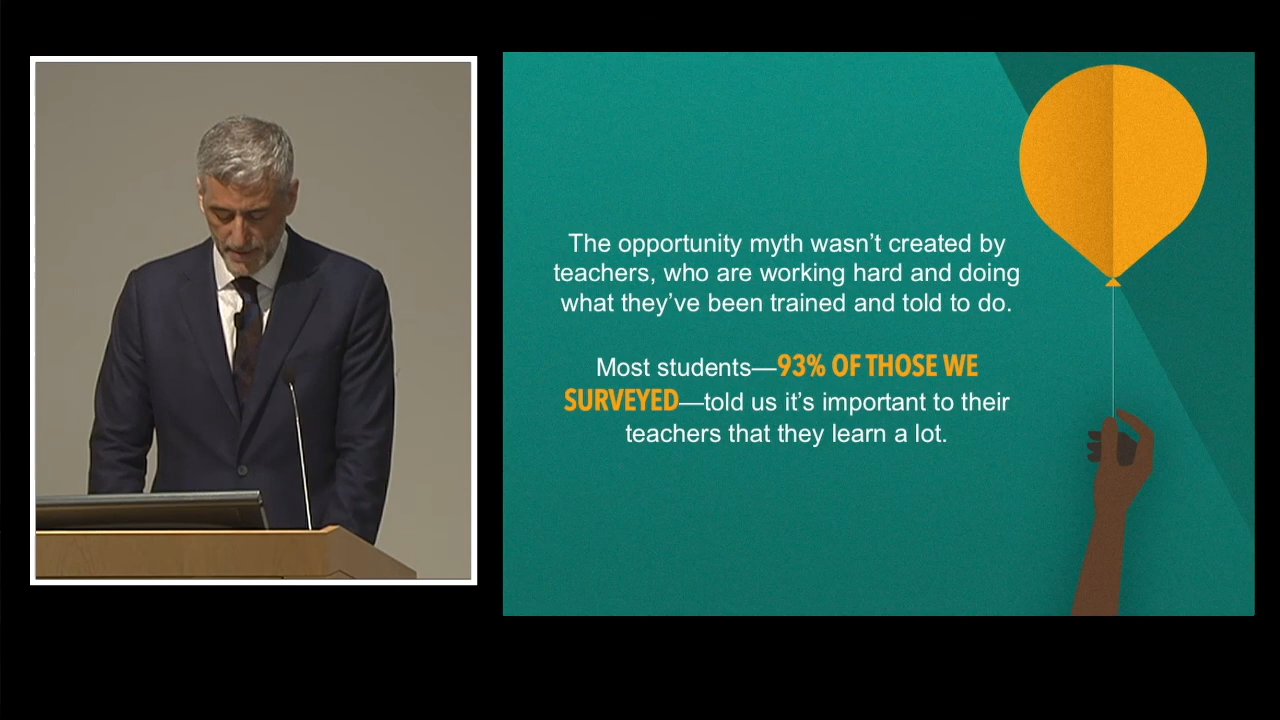 The opportunity myth wasn’t created by
teachers, who are working hard and doing
what they’ve been trained and told to do.
Most students—93% OF THOSE WE
SURVEYED—told us it’s important to their
teachers that they learn a lot.